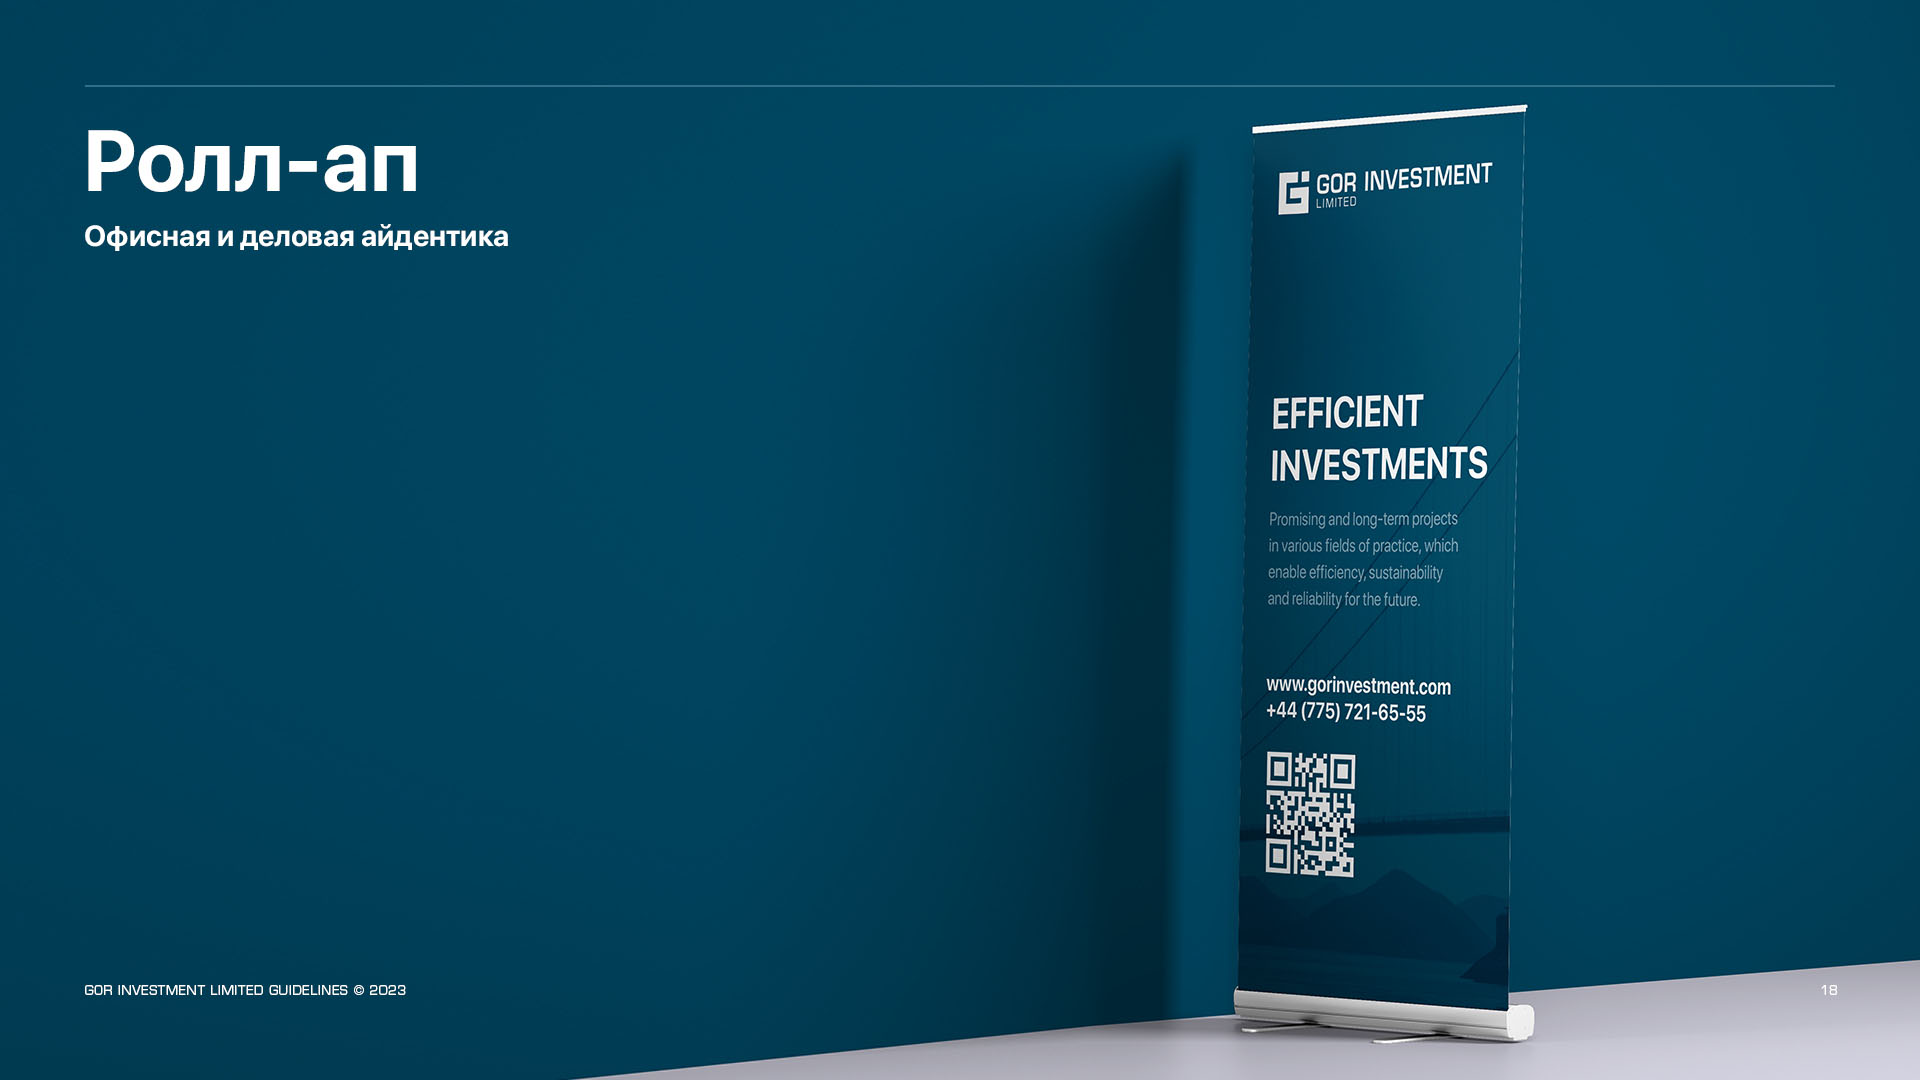 Ролл-ап
Офисная и деловая айдентика
GOR INVESTMENT
LIMITED
EFFICIENT
INVESTMENTS
Promising and long-term projects
in various fields of practice, which
enable efficiency, sustainability
and reliability for the future.
www.gorinvestment.com
+44 (775) 721-65-55
GOR INVESTMENT LIMITED GUIDELINES © 2023
18